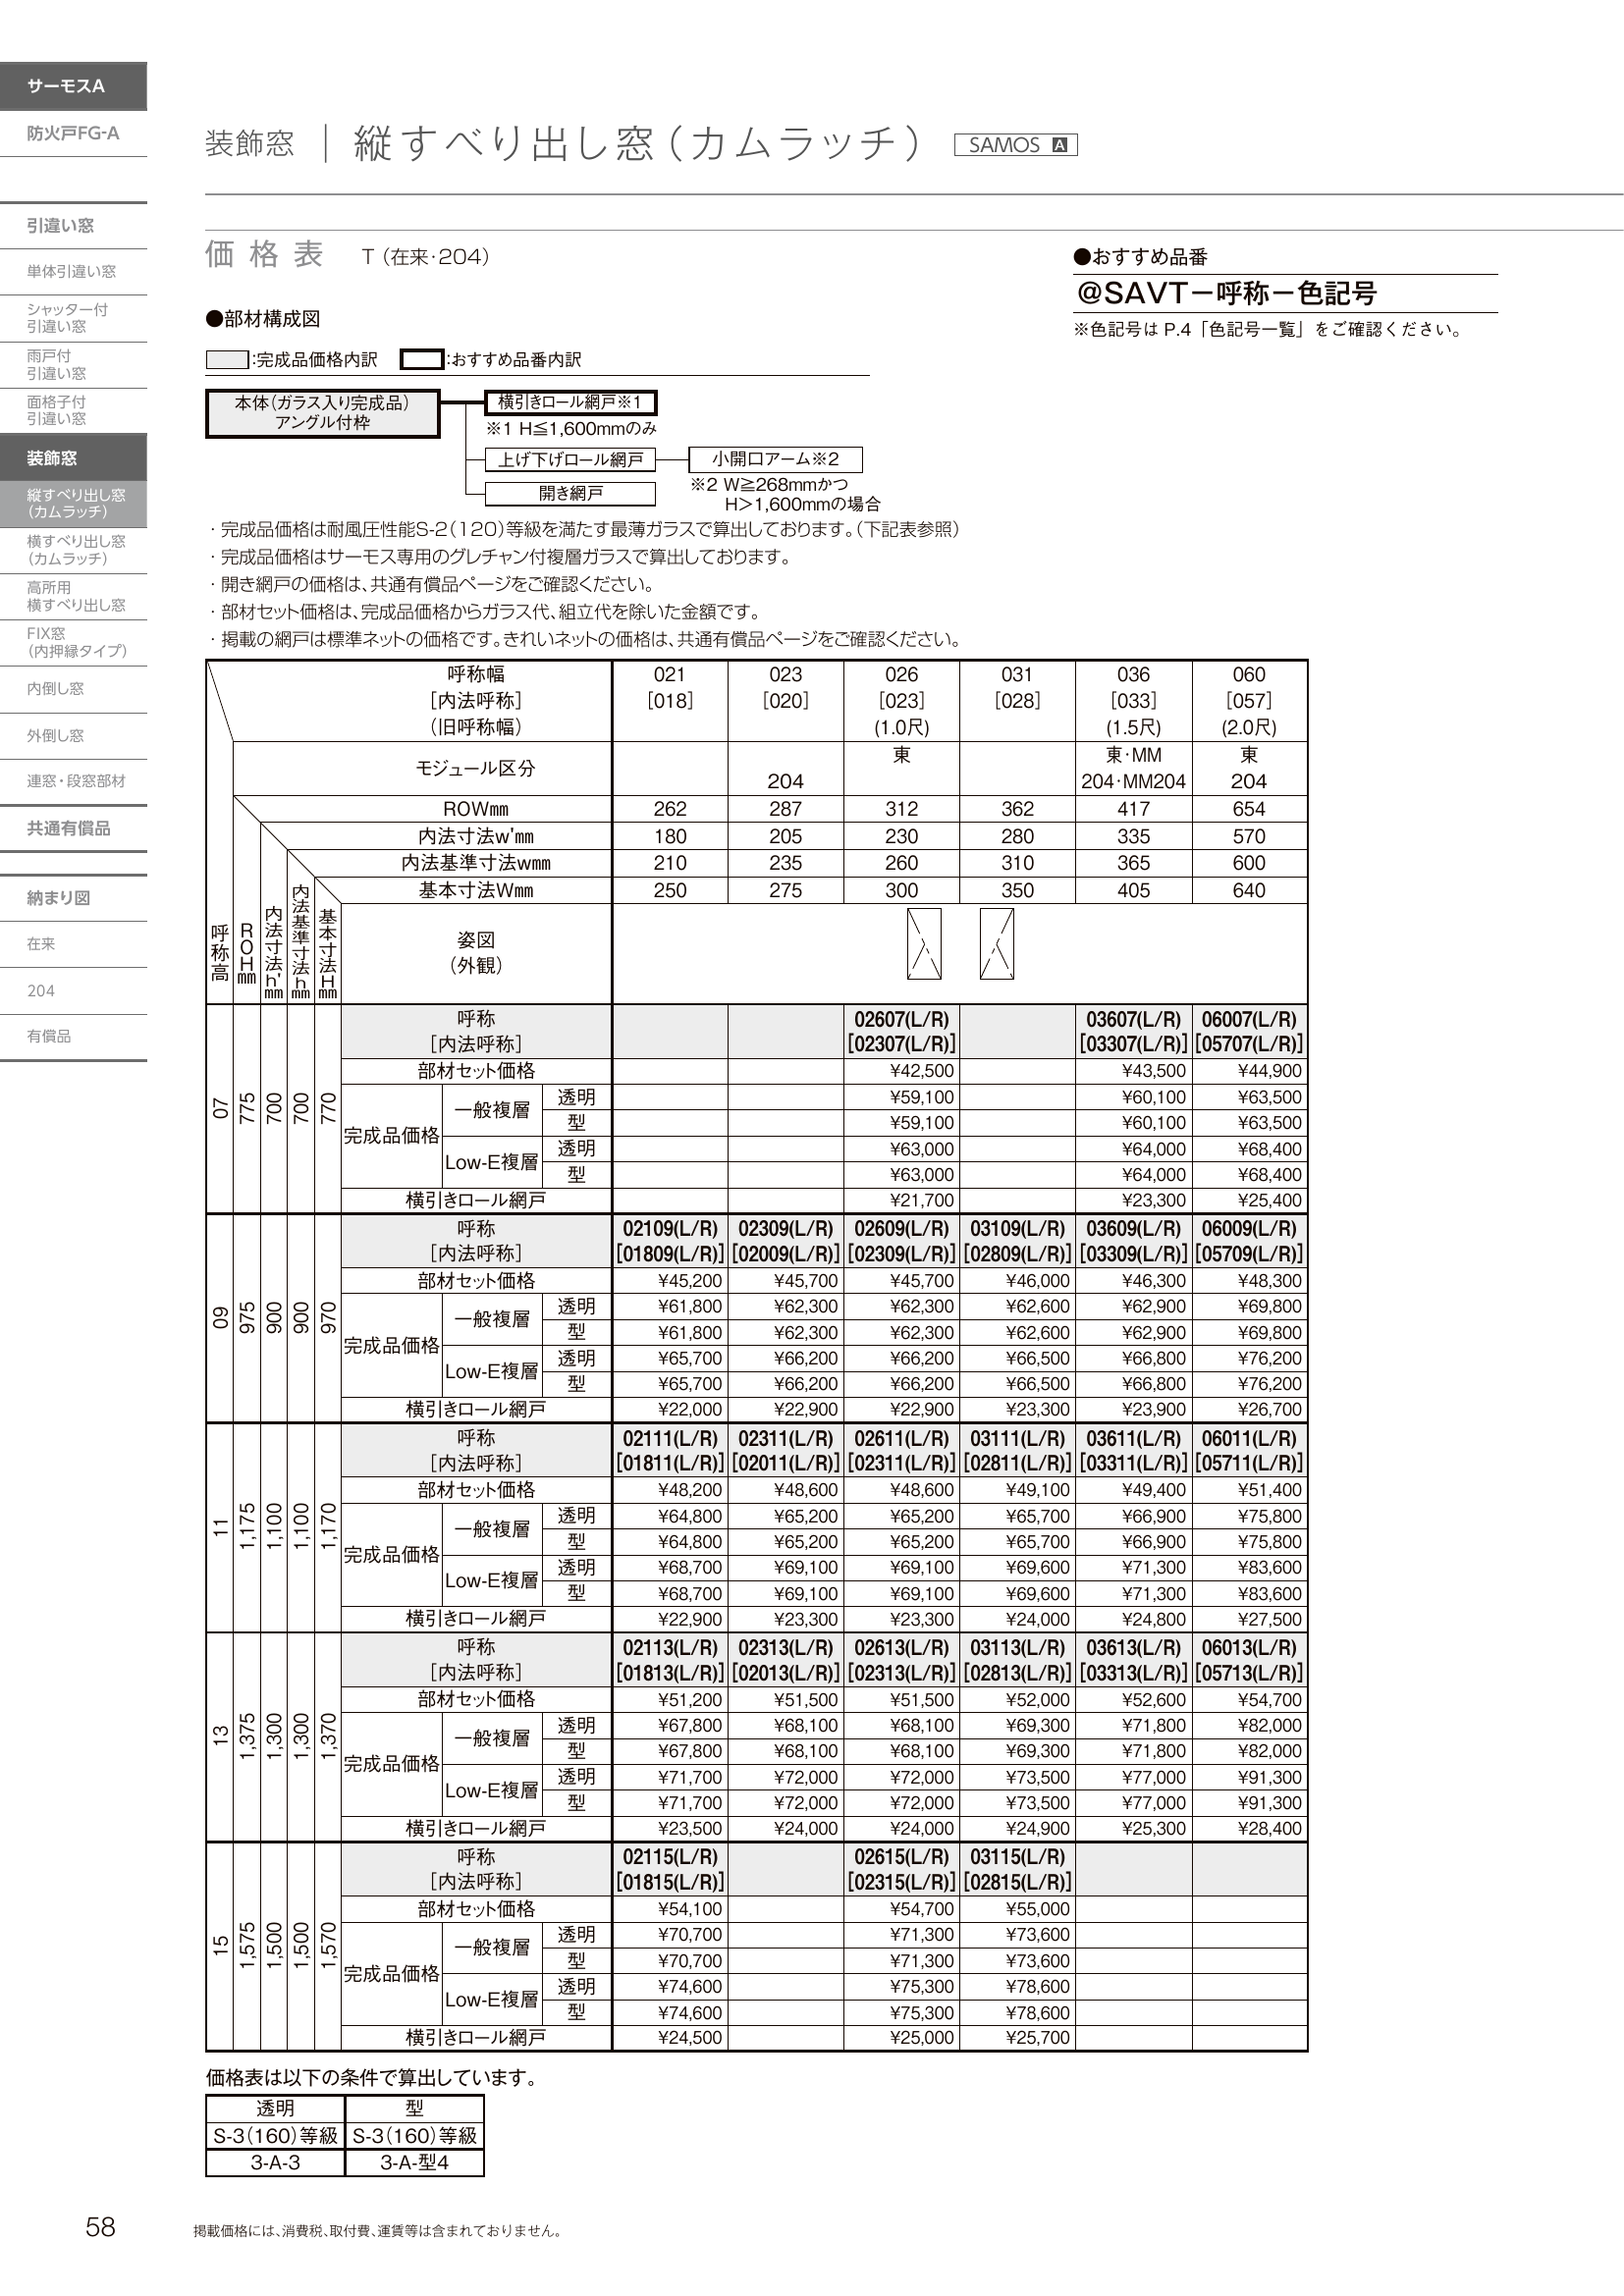 サーモスA
防火戸FG-A
引違い窓
単体引違い窓
シャッター付
引違い窓
雨戸付
引違い窓
面格子付
引違い窓
装飾窓
縦すべり出し窓
（カムラッチ）
横すべり出し窓
（カムラッチ）
高所用
横すべり出し窓
FIX窓
（内押縁タイプ）
内倒し窓
外倒し窓
連窓・段窓部材
共通有償品
納まり図
在来
204
有償品
装飾窓 | 縦すべり出し窓（カムラッチ） SAMOS A
価格表 T（在来・204）
●おすすめ品番
@SAVT－呼称－色記号
※色記号は P.4「色記号一覧」をご確認ください。
●部材構成図
:完成品価格内訳 :おすすめ品番内訳
本体（ガラス入り完成品）
アングル付枠
横引きロール網戸※1
※1 H≦1,600mmのみ
上げ下げロール網戸 小開口アーム※2
開き網戸
※2 W≧268mmかつ
H＞1,600mmの場合
・完成品価格は耐風圧性能S-2（120）等級を満たす最薄ガラスで算出しております。（下記表参照）
・完成品価格はサーモス専用のグレチャン付複層ガラスで算出しております。
・開き網戸の価格は、共通有償品ページをご確認ください。
・部材セット価格は、完成品価格からガラス代、組立代を除いた金額です。
・掲載の網戸は標準ネットの価格です。きれいネットの価格は、共通有償品ページをご確認ください。
呼称幅 021 023 026 031 036 060
［内法呼称］ ［018］ ［020］ ［023］ ［028］ ［033］ ［057］
（旧呼称幅） (1.0尺) (1.5尺) (2.0尺)
モジュール区分 東 東・MM 東
204 204・MM204 204
ROWmm 262 287 312 362 417 654
内法寸法w'mm 180 205 230 280 335 570
内法基準寸法wmm 210 235 260 310 365 600
基本寸法Wmm 250 275 300 350 405 640
呼称高 ROHmm 内法寸法h'mm 内法基準寸法hmm 基本寸法Hmm
姿図
（外観）
07 775 700 700 770
呼称 02607(L/R) 03607(L/R) 06007(L/R)
［内法呼称］ [02307(L/R)] [03307(L/R)] [05707(L/R)]
部材セット価格 ¥42,500 ¥43,500 ¥44,900
完成品価格 一般複層 透明 ¥59,100 ¥60,100 ¥63,500
型 ¥59,100 ¥60,100 ¥63,500
Low-E複層 透明 ¥63,000 ¥64,000 ¥68,400
型 ¥63,000 ¥64,000 ¥68,400
横引きロール網戸 ¥21,700 ¥23,300 ¥25,400
09 975 900 900 970
呼称 02109(L/R) 02309(L/R) 02609(L/R) 03109(L/R) 03609(L/R) 06009(L/R)
［内法呼称］ [01809(L/R)] [02009(L/R)] [02309(L/R)] [02809(L/R)] [03309(L/R)] [05709(L/R)]
部材セット価格 ¥45,200 ¥45,700 ¥45,700 ¥46,000 ¥46,300 ¥48,300
完成品価格 一般複層 透明 ¥61,800 ¥62,300 ¥62,300 ¥62,600 ¥62,900 ¥69,800
型 ¥61,800 ¥62,300 ¥62,300 ¥62,600 ¥62,900 ¥69,800
Low-E複層 透明 ¥65,700 ¥66,200 ¥66,200 ¥66,500 ¥66,800 ¥76,200
型 ¥65,700 ¥66,200 ¥66,200 ¥66,500 ¥66,800 ¥76,200
横引きロール網戸 ¥22,000 ¥22,900 ¥22,900 ¥23,300 ¥23,900 ¥26,700
11 1,175 1,100 1,100 1,170
呼称 02111(L/R) 02311(L/R) 02611(L/R) 03111(L/R) 03611(L/R) 06011(L/R)
［内法呼称］ [01811(L/R)] [02011(L/R)] [02311(L/R)] [02811(L/R)] [03311(L/R)] [05711(L/R)]
部材セット価格 ¥48,200 ¥48,600 ¥48,600 ¥49,100 ¥49,400 ¥51,400
完成品価格 一般複層 透明 ¥64,800 ¥65,200 ¥65,200 ¥65,700 ¥66,900 ¥75,800
型 ¥64,800 ¥65,200 ¥65,200 ¥65,700 ¥66,900 ¥75,800
Low-E複層 透明 ¥68,700 ¥69,100 ¥69,100 ¥69,600 ¥71,300 ¥83,600
型 ¥68,700 ¥69,100 ¥69,100 ¥69,600 ¥71,300 ¥83,600
横引きロール網戸 ¥22,900 ¥23,300 ¥23,300 ¥24,000 ¥24,800 ¥27,500
13 1,375 1,300 1,300 1,370
呼称 02113(L/R) 02313(L/R) 02613(L/R) 03113(L/R) 03613(L/R) 06013(L/R)
［内法呼称］ [01813(L/R)] [02013(L/R)] [02313(L/R)] [02813(L/R)] [03313(L/R)] [05713(L/R)]
部材セット価格 ¥51,200 ¥51,500 ¥51,500 ¥52,000 ¥52,600 ¥54,700
完成品価格 一般複層 透明 ¥67,800 ¥68,100 ¥68,100 ¥69,300 ¥71,800 ¥82,000
型 ¥67,800 ¥68,100 ¥68,100 ¥69,300 ¥71,800 ¥82,000
Low-E複層 透明 ¥71,700 ¥72,000 ¥72,000 ¥73,500 ¥77,000 ¥91,300
型 ¥71,700 ¥72,000 ¥72,000 ¥73,500 ¥77,000 ¥91,300
横引きロール網戸 ¥23,500 ¥24,000 ¥24,000 ¥24,900 ¥25,300 ¥28,400
15 1,575 1,500 1,500 1,570
呼称 02115(L/R) 02615(L/R) 03115(L/R)
［内法呼称］ [01815(L/R)] [02315(L/R)] [02815(L/R)]
部材セット価格 ¥54,100 ¥54,700 ¥55,000
完成品価格 一般複層 透明 ¥70,700 ¥71,300 ¥73,600
型 ¥70,700 ¥71,300 ¥73,600
Low-E複層 透明 ¥74,600 ¥75,300 ¥78,600
型 ¥74,600 ¥75,300 ¥78,600
横引きロール網戸 ¥24,500 ¥25,000 ¥25,700
価格表は以下の条件で算出しています。
透明 型
S-3（160）等級 S-3（160）等級
3-A-3 3-A-型4
58
掲載価格には、消費税、取付費、運賃等は含まれておりません。